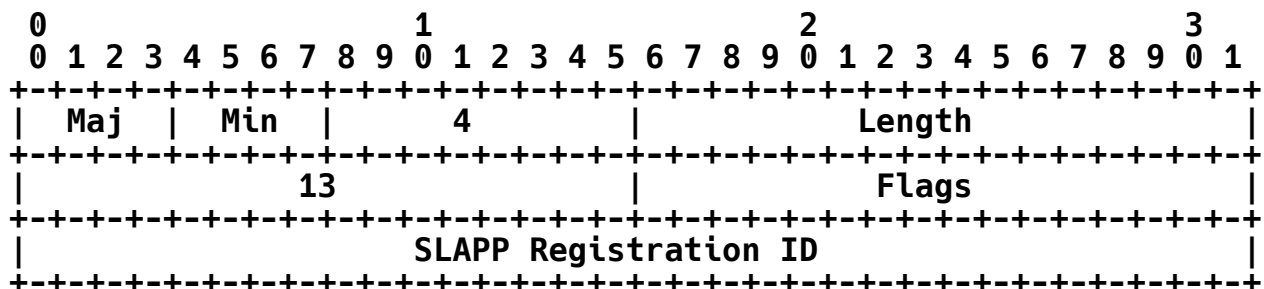 0                   1                   2                   3
 0 1 2 3 4 5 6 7 8 9 0 1 2 3 4 5 6 7 8 9 0 1 2 3 4 5 6 7 8 9 0 1
+-+-+-+-+-+-+-+-+-+-+-+-+-+-+-+-+-+-+-+-+-+-+-+-+-+-+-+-+-+-+-+-+
|  Maj  |  Min  |      4        |           Length              |
+-+-+-+-+-+-+-+-+-+-+-+-+-+-+-+-+-+-+-+-+-+-+-+-+-+-+-+-+-+-+-+-+
|              13               |            Flags              |
+-+-+-+-+-+-+-+-+-+-+-+-+-+-+-+-+-+-+-+-+-+-+-+-+-+-+-+-+-+-+-+-+
|                    SLAPP Registration ID                      |
+-+-+-+-+-+-+-+-+-+-+-+-+-+-+-+-+-+-+-+-+-+-+-+-+-+-+-+-+-+-+-+-+